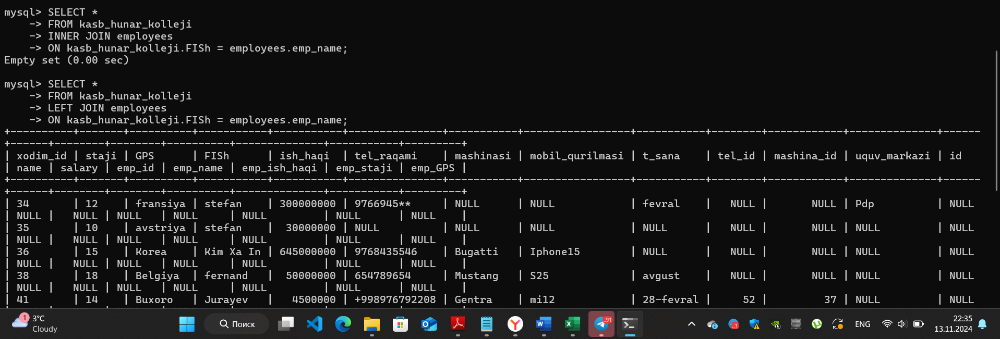 mysql> SELECT *
    -> FROM kasb_hunar_kolleji
    -> INNER JOIN employees
    -> ON kasb_hunar_kolleji.FISh = employees.emp_name;
Empty set (0.00 sec)

mysql> SELECT *
    -> FROM kasb_hunar_kolleji
    -> LEFT JOIN employees
    -> ON kasb_hunar_kolleji.FISh = employees.emp_name;
+----------+-------+----------+-----------+-----------+---------------+-----------+-----------------+-----------+--------+------------+--------------+------
+------+--------+--------+----------+--------------+-----------+---------+
| xodim_id | staji | GPS      | FISh      | ish_haqi  | tel_raqami    | mashinasi | mobil_qurilmasi | t_sana    | tel_id | mashina_id | uquv_markazi | id
| name | salary | emp_id | emp_name | emp_ish_haqi | emp_staji | emp_GPS |
+----------+-------+----------+-----------+-----------+---------------+-----------+-----------------+-----------+--------+------------+--------------+------
+------+--------+--------+----------+--------------+-----------+---------+
| 34       | 12    | fransiya | stefan    | 300000000 | 9766945**     | NULL      | NULL            | fevral    |   NULL |       NULL | Pdp          | NULL
| NULL |   NULL | NULL   | NULL     | NULL         | NULL      | NULL    |
| 35       | 10    | avstriya | stefan    |  30000000 | NULL          | NULL      | NULL            | NULL      |   NULL |       NULL | NULL         | NULL
| NULL |   NULL | NULL   | NULL     | NULL         | NULL      | NULL    |
| 36       | 15    | Korea    | Kim Xa In | 645000000 | 9768435546    | Bugatti   | Iphone15        | NULL      |   NULL |       NULL | NULL         | NULL
| NULL |   NULL | NULL   | NULL     | NULL         | NULL      | NULL    |
| 38       | 18    | Belgiya  | fernand   |  50000000 | 654789654     | Mustang   | S25             | avgust    |   NULL |       NULL | NULL         | NULL
| NULL |   NULL | NULL   | NULL     | NULL         | NULL      | NULL    |
| 41       | 14    | Buxoro   | Jurayev   |   4500000 | +998976792208 | Gentra    | mi12            | 28-fevral |     52 |         37 | NULL         | NULL
1
3°C
Cloudy
Поиск
91
ENG
22:35
13.11.2024